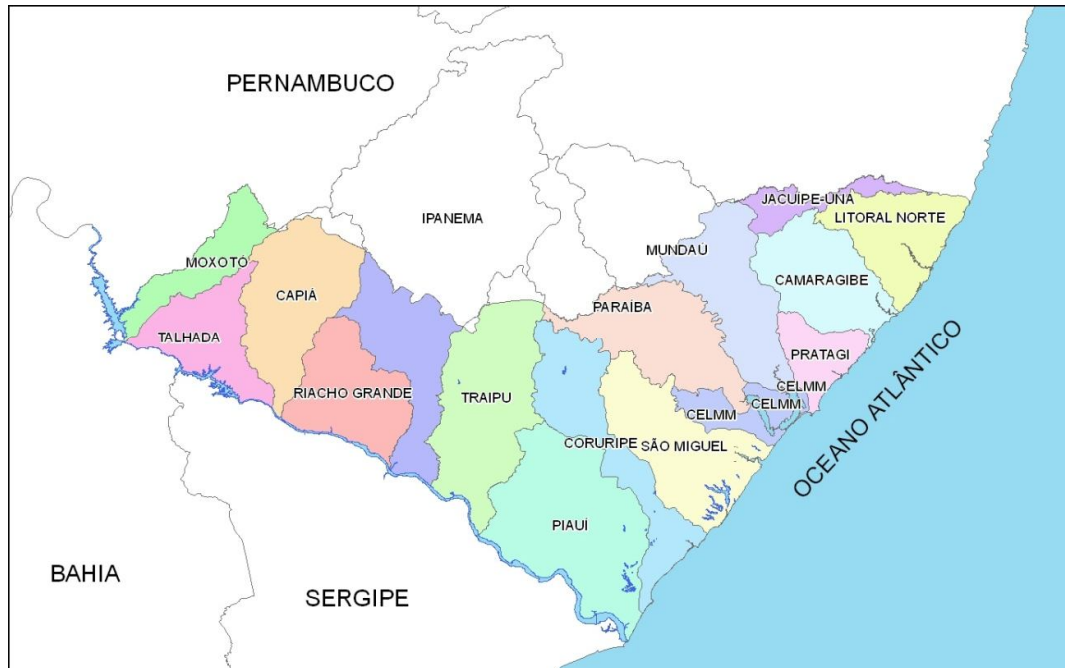 PERNAMBUCO
JACUÍPE-UNA
LITORAL NORTE
IPANEMA
MUNDAÚ
MOXOTÓ
CAMARAGIBE
CAPIÁ
PARAÍBA
TALHADA
PRATAGI
RIACHO GRANDE
TRAIPU
CELMM
CELMM
CELMM
CORURIPE
SÃO MIGUEL
OCEANO ATLÂNTICO
PIAUÍ
BAHIA
SERGIPE